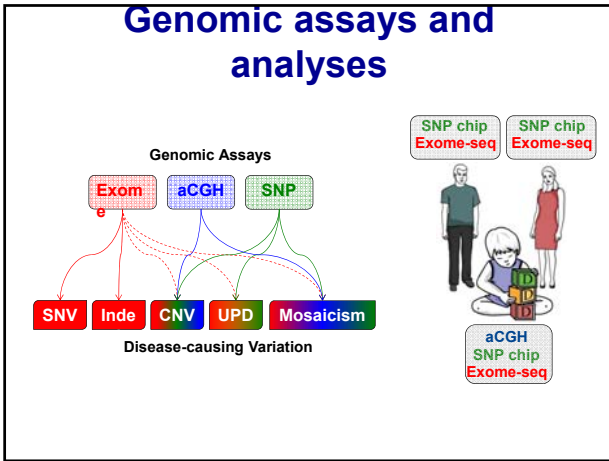 Genomic assays and
analyses
Genomic Assays
Exom
e
aCGH
SNP
SNV
Inde
CNV
UPD
Mosaicism
Disease-causing Variation
SNP chip
Exome-seq
SNP chip
Exome-seq
D
D
D
aCGH
SNP chip
Exome-seq